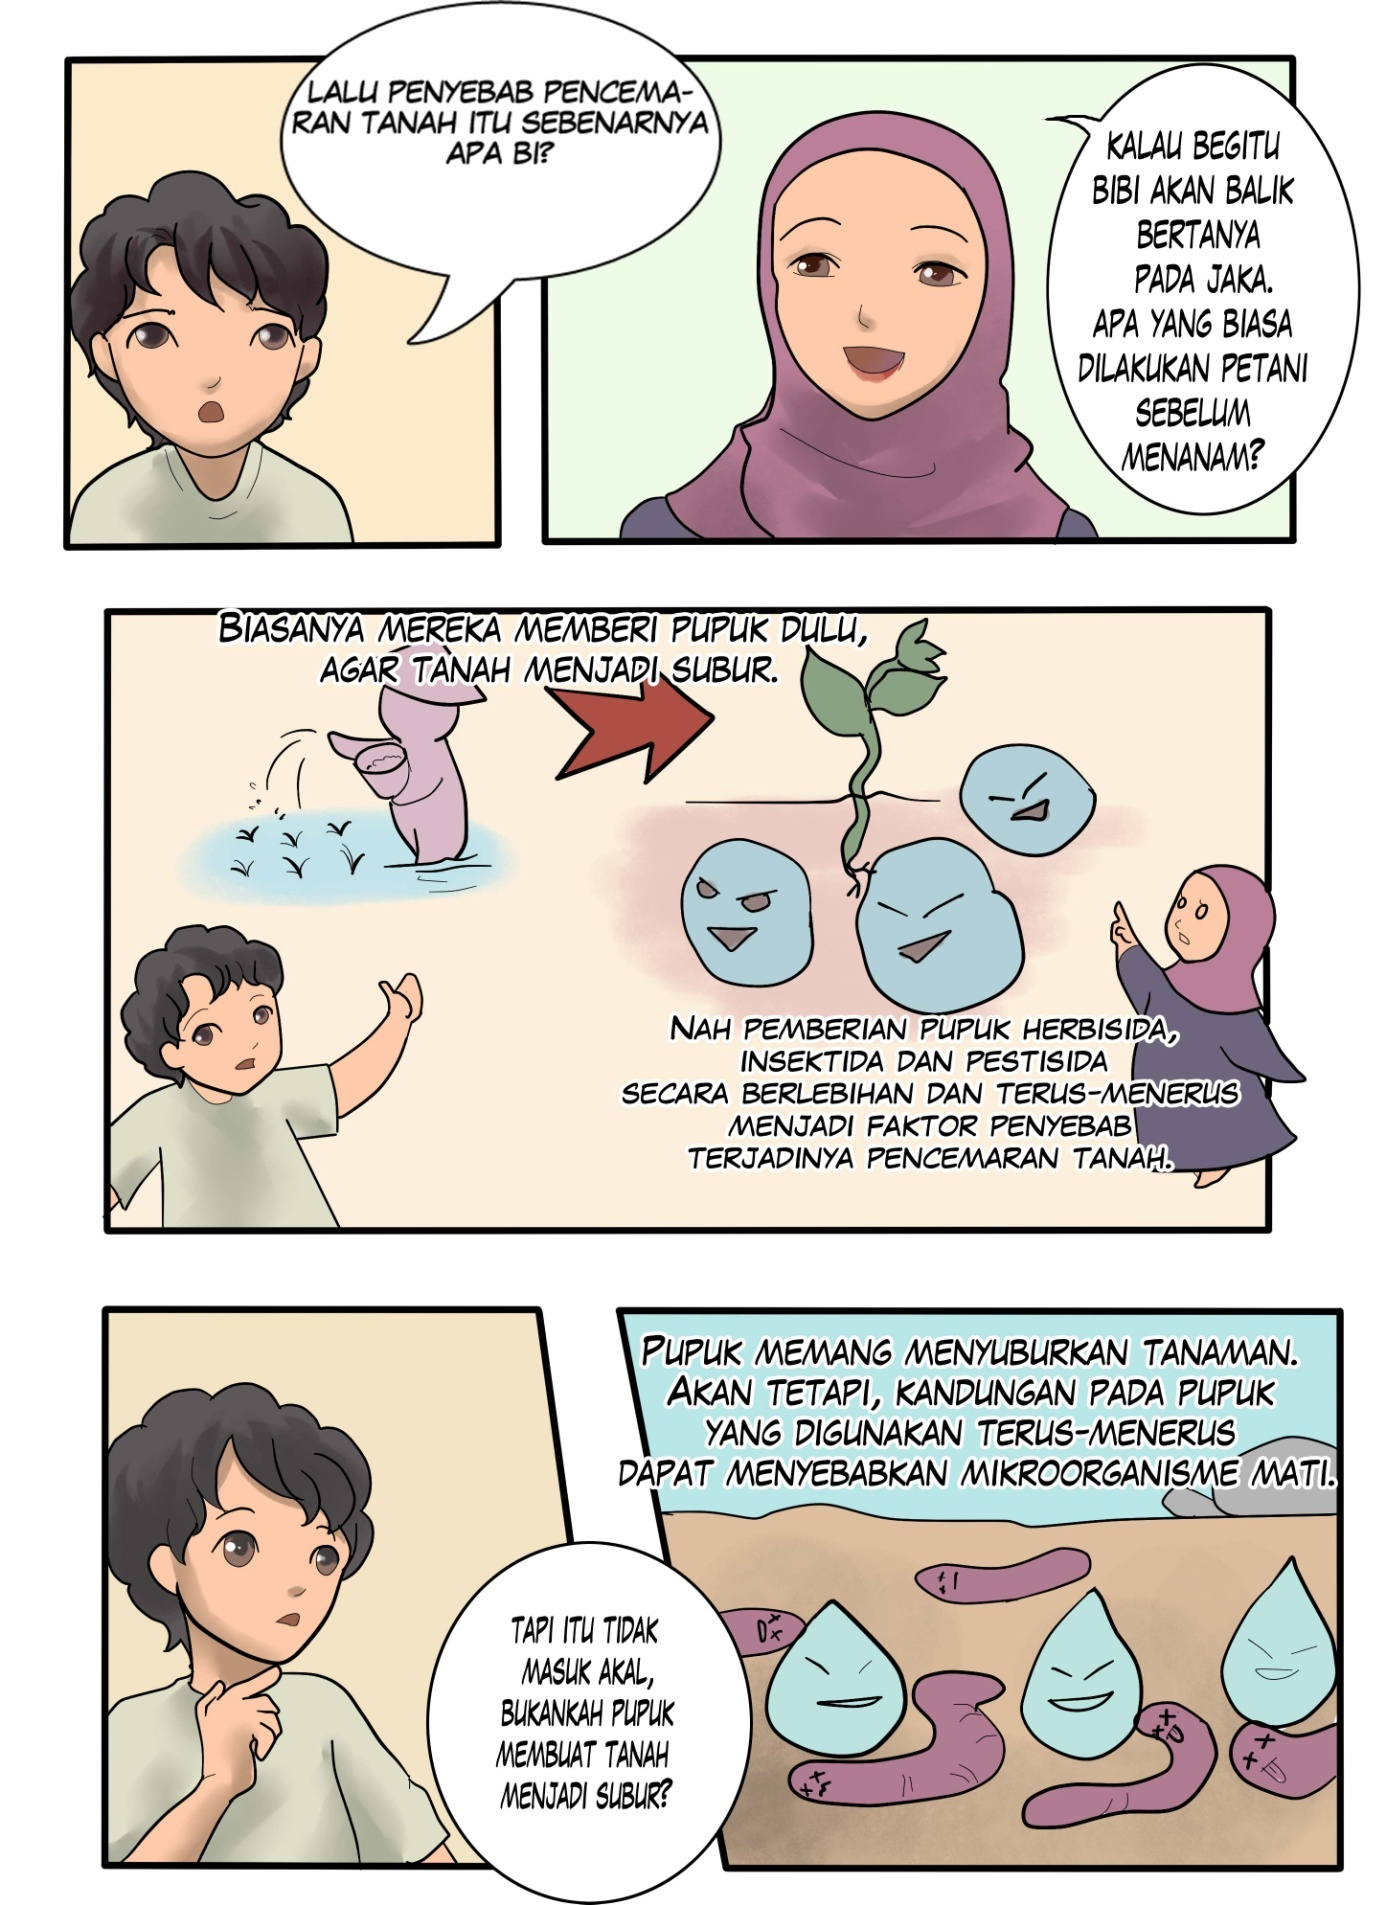 LALU PENYEBAB PENCEMA-
RAN TANAH ITU SEBENARNYA
APA BI?
KALAU BEGITU
BIBI AKAN BALIK
BERTANYA
PADA JAKA.
APA YANG BIASA
DILAKUKAN PETANI
SEBELUM
MENANAM?
BIASANYA MEREKA MEMBERI PUPUK DULU,
AGAR TANAH MENJADI SUBUR.
NAH PEMBERIAN PUPUK HERBISIDA,
INSEKTIDA DAN PESTISIDA
SECARA BERLEBIHAN DAN TERUS-MENERUS
MENJADI FAKTOR PENYEBAB
TERJADINYA PENCEMARAN TANAH.
TAPI ITU TIDAK
MASUK AKAL,
BUKANKAH PUPUK
MEMBUAT TANAH
MENJADI SUBUR?
PUPUK MEMANG MENYUBURKAN TANAMAN.
AKAN TETAPI, KANDUNGAN PADA PUPUK
YANG DIGUNAKAN TERUS-MENERUS
DAPAT MENYEBABKAN MIKROORGANISME MATI.